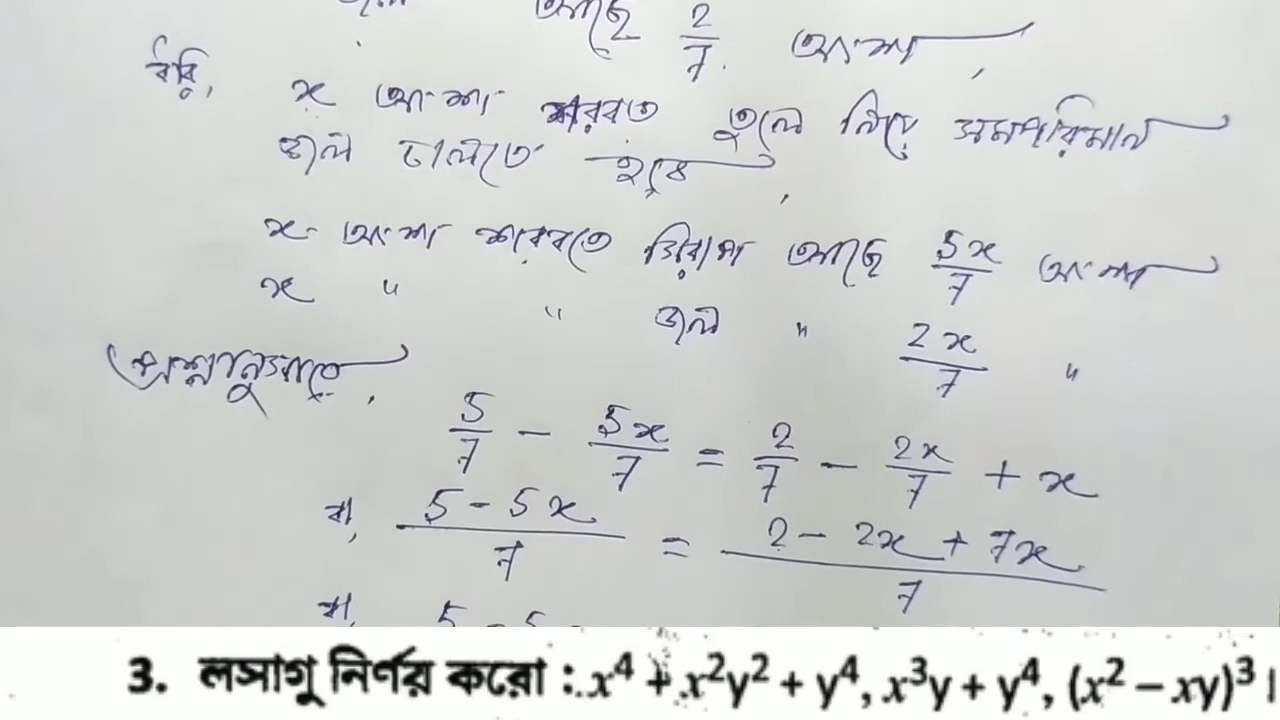 আছে 2/7 অংশ,
ধরি, x অংশ শরবত তুলে নিয়ে সমপরিমান
জল ঢালতে হবে,
x অংশ শরবতে সিরাপ আছে 5x/7 অংশ
x " " জল " 2x/7 "
প্রশ্নানুসারে,
5/7 - 5x/7 = 2/7 - 2x/7 + x
বা, (5 - 5x)/7 = (2 - 2x + 7x)/7
বা,
3. লসাগু নির্ণয় করো : x⁴ + x²y² + y⁴, x³y + y⁴, (x² – xy)³ ।